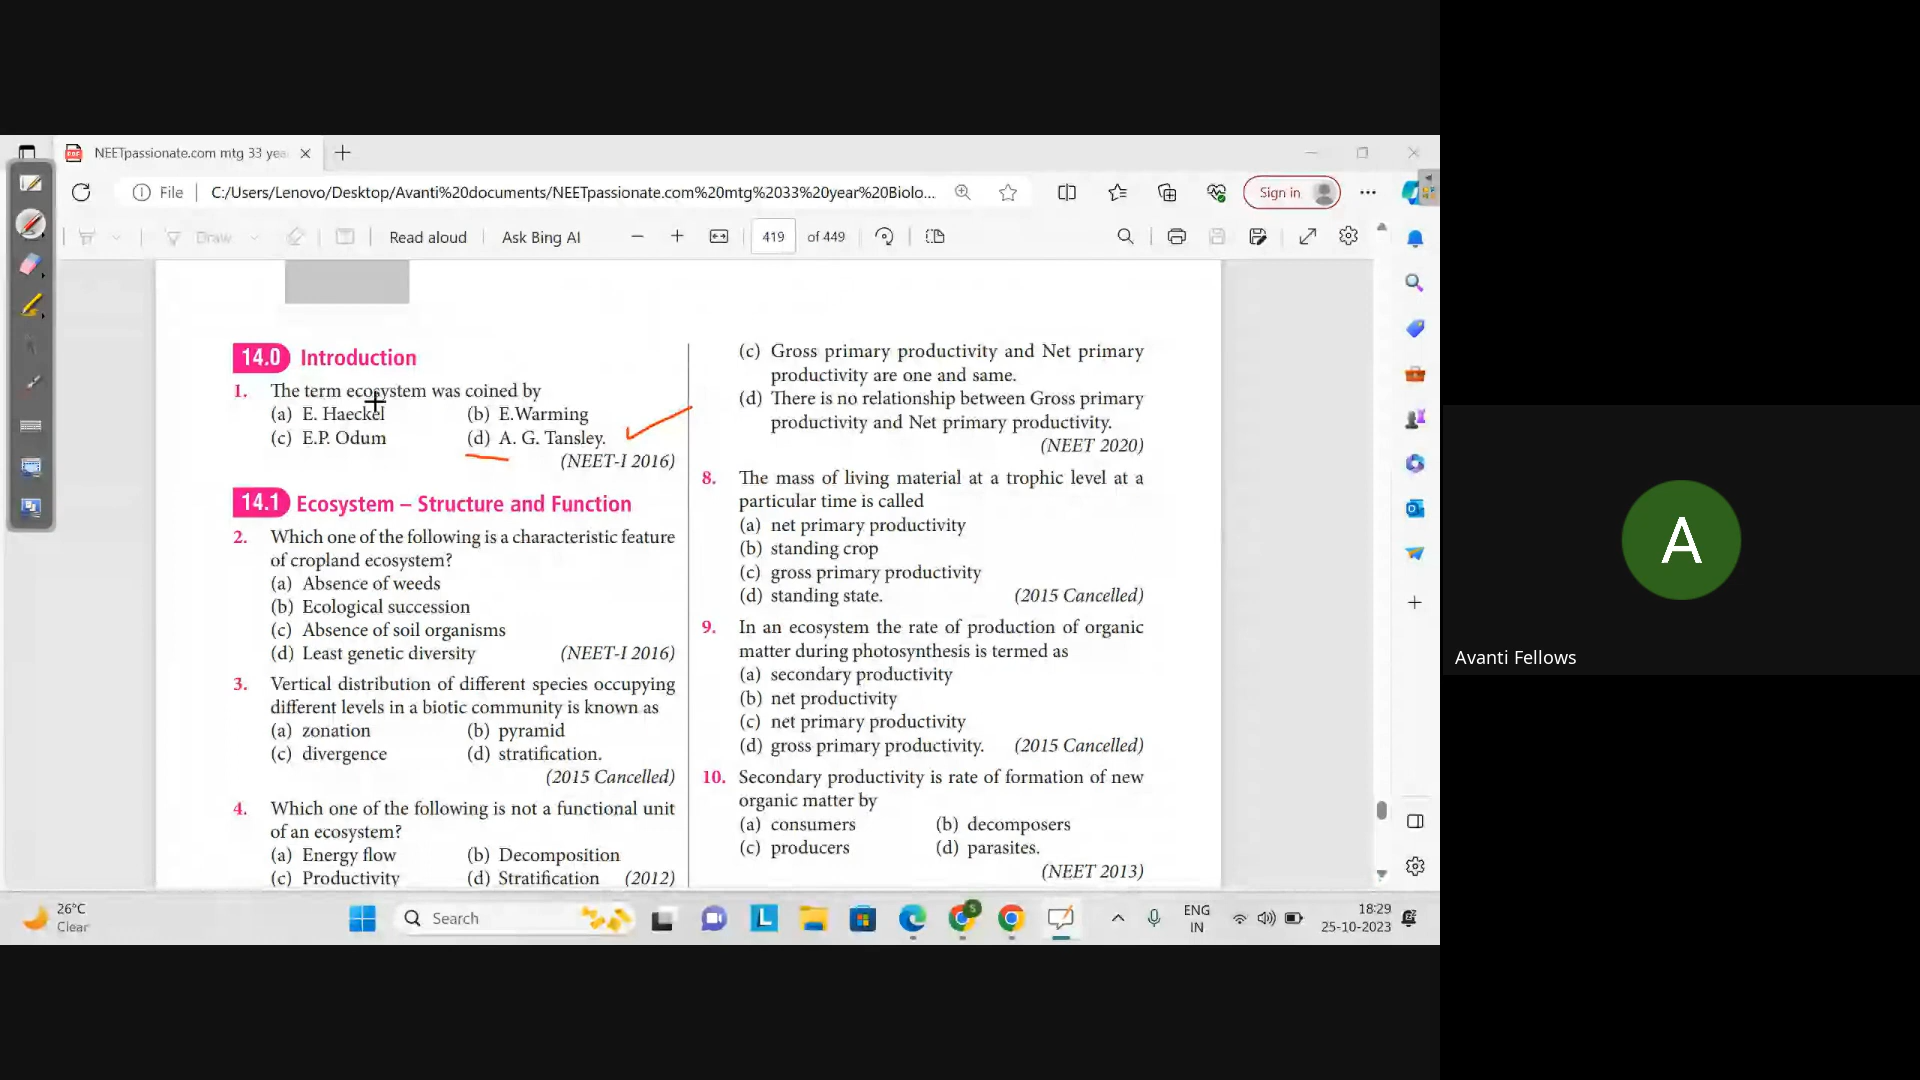 NEETpassionate.com mtg 33 yea
File
C:/Users/Lenovo/Desktop/Avanti%20documents/NEETpassionate.com%20mtg%2033%20year%20Biolo...
Sign in
Draw
Read aloud
Ask Bing AI
419 of 449
14.0 Introduction
1. The term ecosystem was coined by
(a) E. Haeckel (b) E.Warming
(c) E.P. Odum (d) A. G. Tansley.
(NEET-I 2016)
14.1 Ecosystem – Structure and Function
2. Which one of the following is a characteristic feature
of cropland ecosystem?
(a) Absence of weeds
(b) Ecological succession
(c) Absence of soil organisms
(d) Least genetic diversity (NEET-I 2016)
3. Vertical distribution of different species occupying
different levels in a biotic community is known as
(a) zonation (b) pyramid
(c) divergence (d) stratification.
(2015 Cancelled)
4. Which one of the following is not a functional unit
of an ecosystem?
(a) Energy flow (b) Decomposition
(c) Productivity (d) Stratification (2012)
(c) Gross primary productivity and Net primary
productivity are one and same.
(d) There is no relationship between Gross primary
productivity and Net primary productivity.
(NEET 2020)
8. The mass of living material at a trophic level at a
particular time is called
(a) net primary productivity
(b) standing crop
(c) gross primary productivity
(d) standing state. (2015 Cancelled)
9. In an ecosystem the rate of production of organic
matter during photosynthesis is termed as
(a) secondary productivity
(b) net productivity
(c) net primary productivity
(d) gross primary productivity. (2015 Cancelled)
10. Secondary productivity is rate of formation of new
organic matter by
(a) consumers (b) decomposers
(c) producers (d) parasites.
(NEET 2013)
A
Avanti Fellows
26°C
Clear
Search
L
S
ENG
IN
18:29
25-10-2023